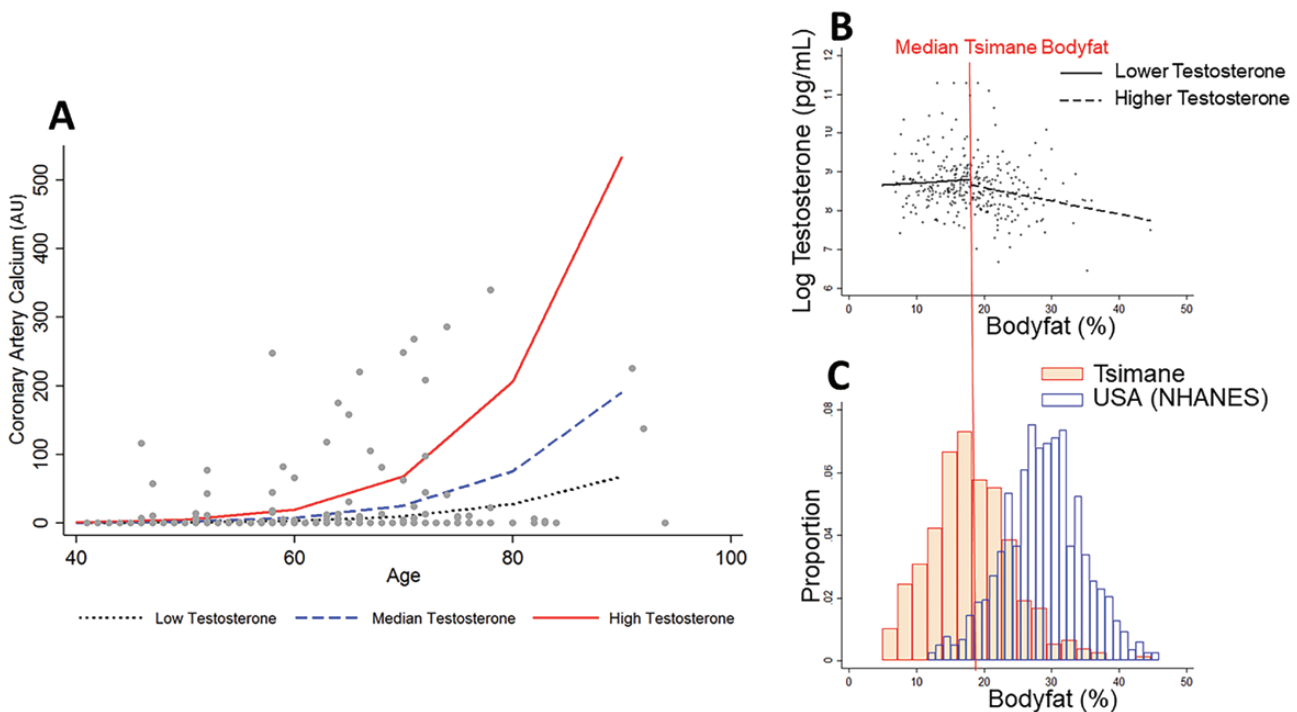 A
Coronary Artery Calcium (AU)
500
400
300
200
100
0
40
60
80
100
Age
Low Testosterone
Median Testosterone
High Testosterone
B
Median Tsimane Bodyfat
Lower Testosterone
Higher Testosterone
Log Testosterone (pg/mL)
12
11
10
9
8
7
6
0
10
20
30
40
50
Bodyfat (%)
C
Tsimane
USA (NHANES)
Proportion
.08
.06
.04
.02
0
0
10
20
30
40
50
Bodyfat (%)